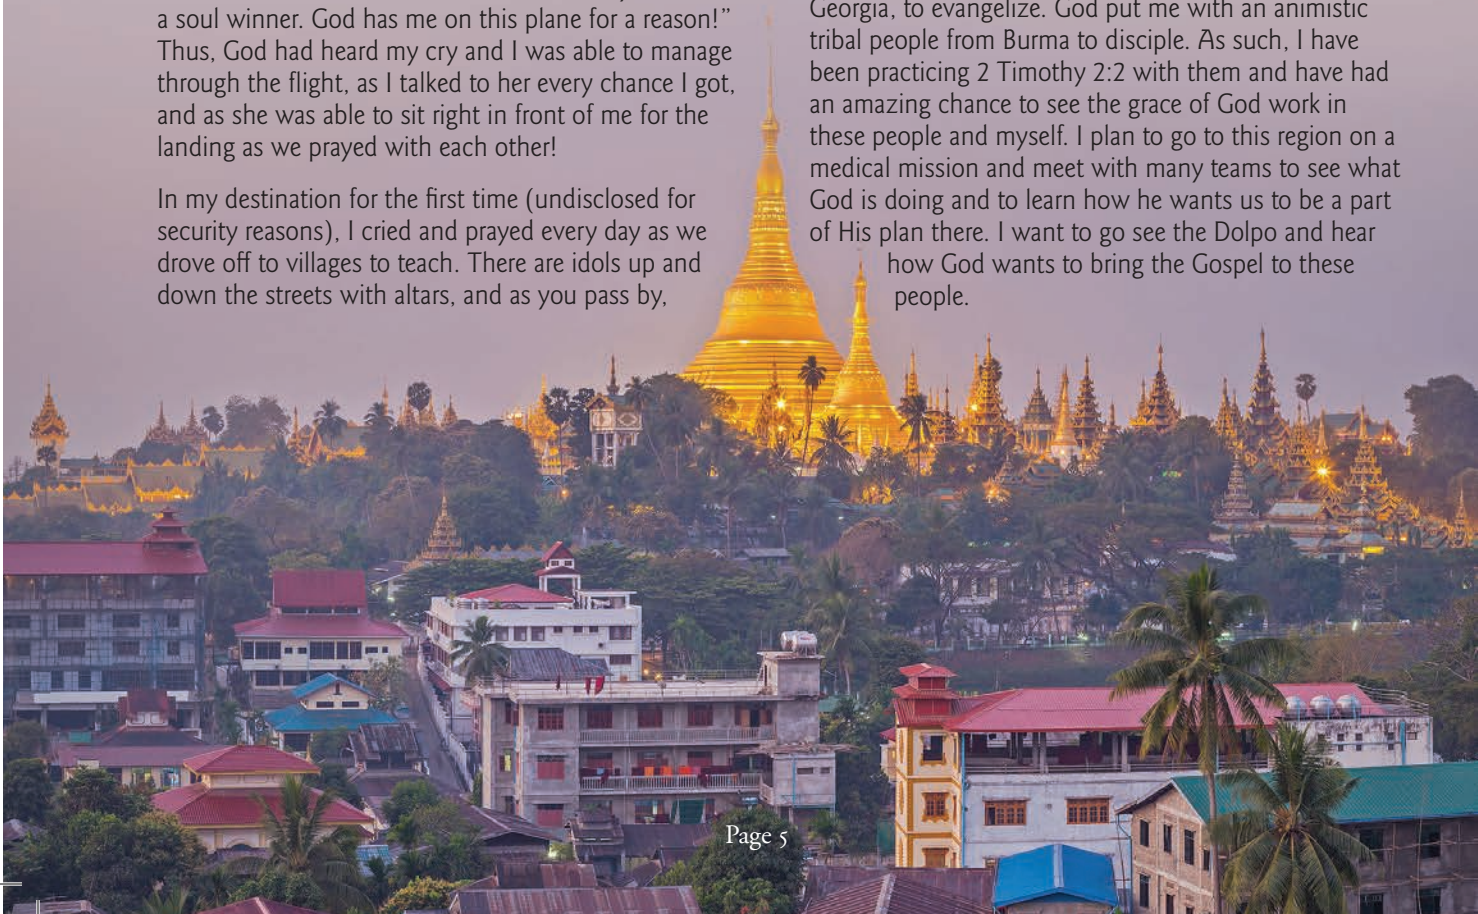 a soul winner. God has me on this plane for a reason!”
Thus, God had heard my cry and I was able to manage
through the flight, as I talked to her every chance I got,
and as she was able to sit right in front of me for the
landing as we prayed with each other!
In my destination for the first time (undisclosed for
security reasons), I cried and prayed every day as we
drove off to villages to teach. There are idols up and
down the streets with altars, and as you pass by,
Georgia, to evangelize. God put me with an animistic
tribal people from Burma to disciple. As such, I have
been practicing 2 Timothy 2:2 with them and have had
an amazing chance to see the grace of God work in
these people and myself. I plan to go to this region on a
medical mission and meet with many teams to see what
God is doing and to learn how he wants us to be a part
of His plan there. I want to go see the Dolpo and hear
how God wants to bring the Gospel to these
people.
Page 5